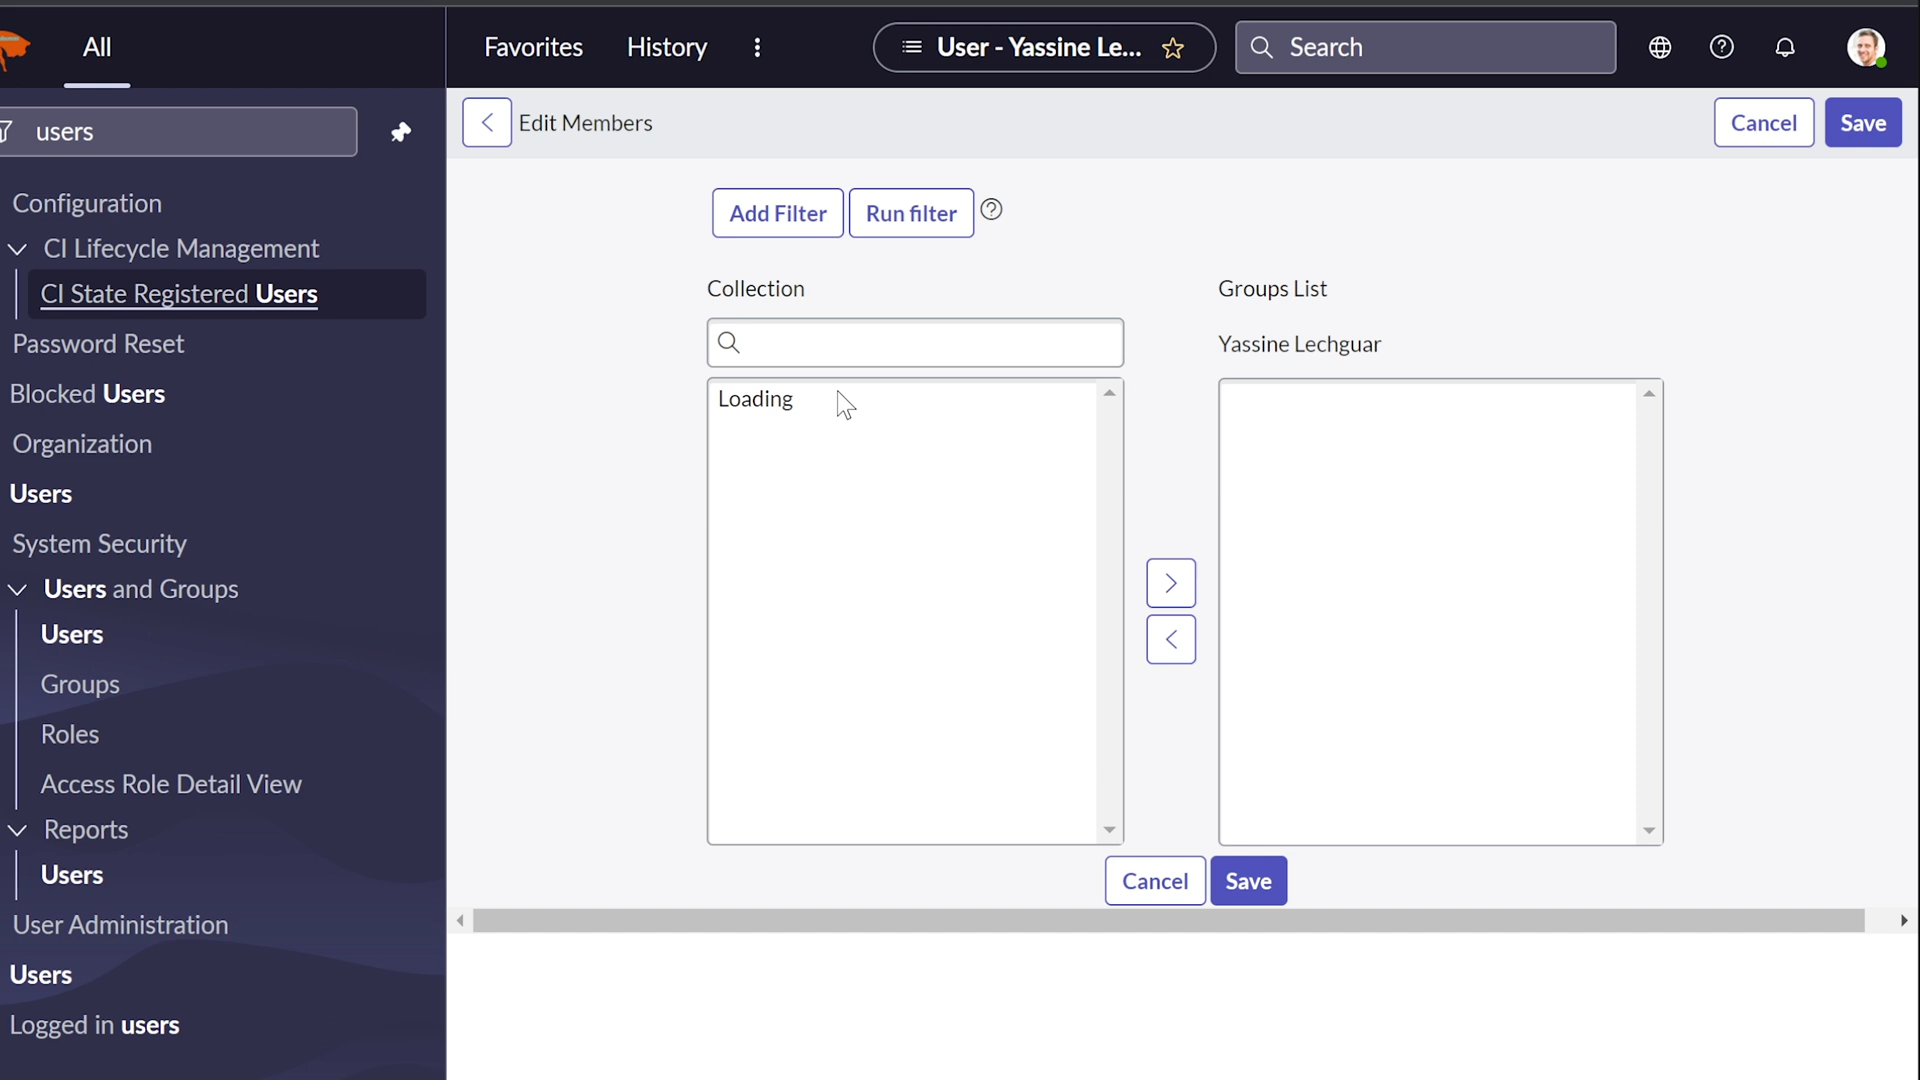 All
Favorites
History
User - Yassine Le...
Search
users
Edit Members
Cancel
Save
Configuration
CI Lifecycle Management
CI State Registered Users
Password Reset
Blocked Users
Organization
Users
System Security
Users and Groups
Users
Groups
Roles
Access Role Detail View
Reports
Users
User Administration
Users
Logged in users
Add Filter
Run filter
Collection
Loading
Groups List
Yassine Lechguar
Cancel
Save